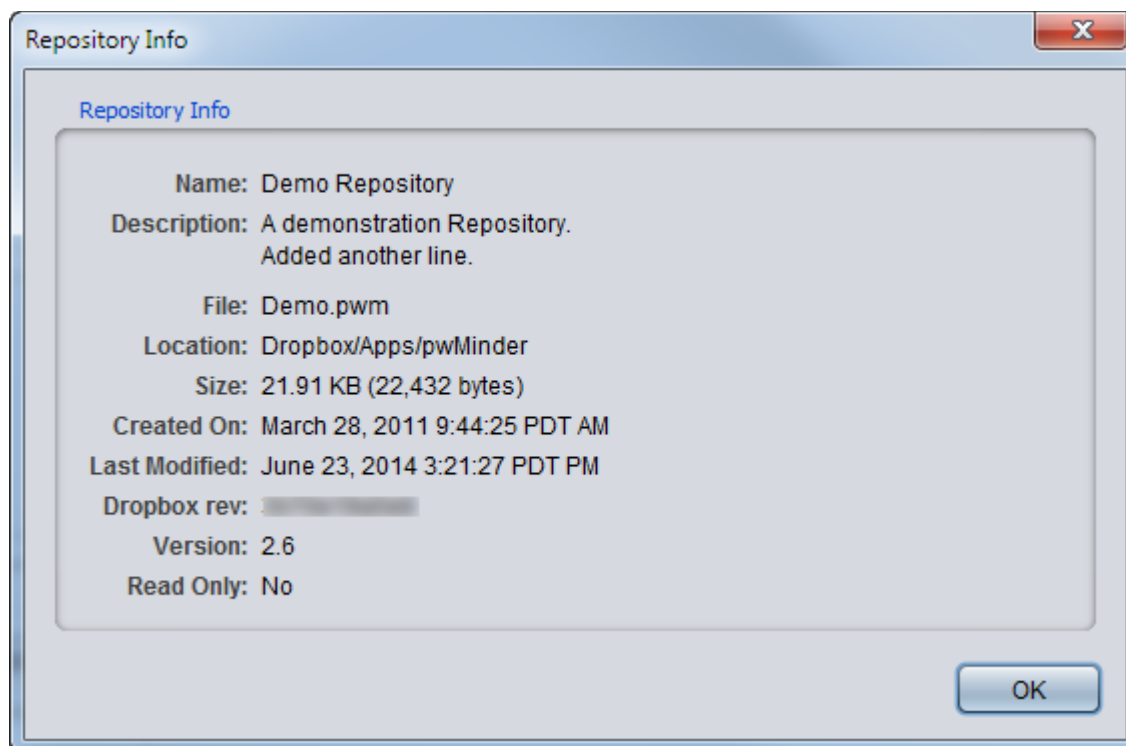 Repository Info
Repository Info
Name: Demo Repository
Description: A demonstration Repository.
Added another line.
File: Demo.pwm
Location: Dropbox/Apps/pwMinder
Size: 21.91 KB (22,432 bytes)
Created On: March 28, 2011 9:44:25 PDT AM
Last Modified: June 23, 2014 3:21:27 PDT PM
Dropbox rev:
Version: 2.6
Read Only: No
OK